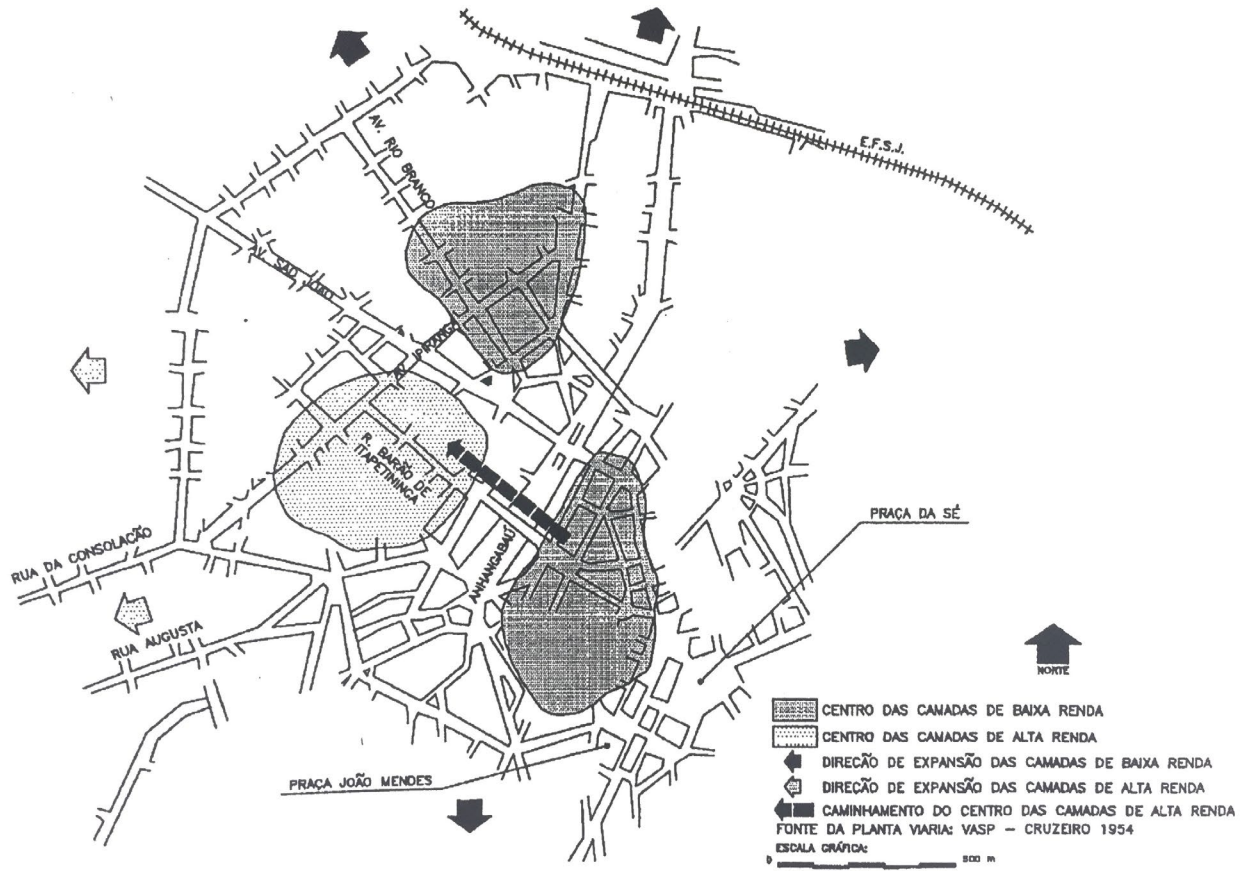 E.F.S.J.
AV. RIO BRANCO
AV. SÃO JOÃO
AV. IPIRANGA
R. BARÃO DE
ITAPETININGA
ANHANGABAÚ
PRAÇA DA SÉ
RUA DA CONSOLAÇÃO
RUA AUGUSTA
PRAÇA JOÃO MENDES
NORTE
CENTRO DAS CAMADAS DE BAIXA RENDA
CENTRO DAS CAMADAS DE ALTA RENDA
DIREÇÃO DE EXPANSÃO DAS CAMADAS DE BAIXA RENDA
DIREÇÃO DE EXPANSÃO DAS CAMADAS DE ALTA RENDA
CAMINHAMENTO DO CENTRO DAS CAMADAS DE ALTA RENDA
FONTE DA PLANTA VIARIA: VASP – CRUZEIRO 1954
ESCALA GRÁFICA:
0 500 m